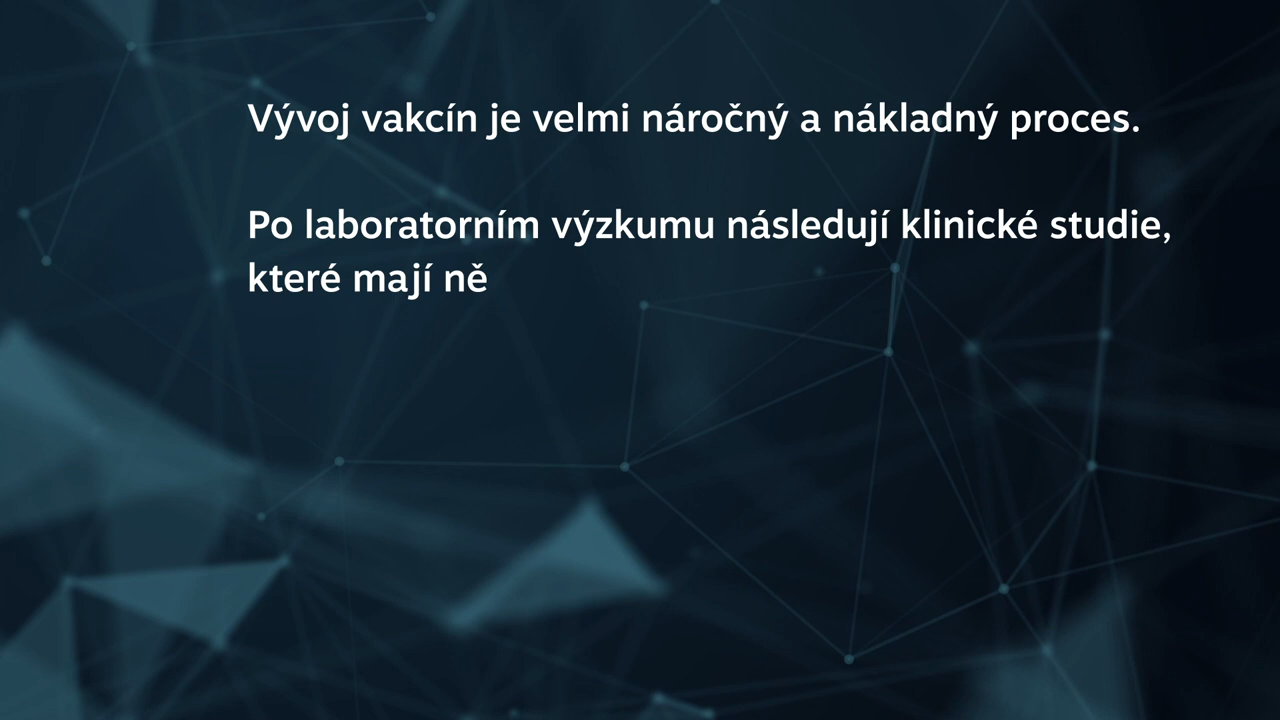 Vývoj vakcín je velmi náročný a nákladný proces.
Po laboratorním výzkumu následují klinické studie,
které mají ně